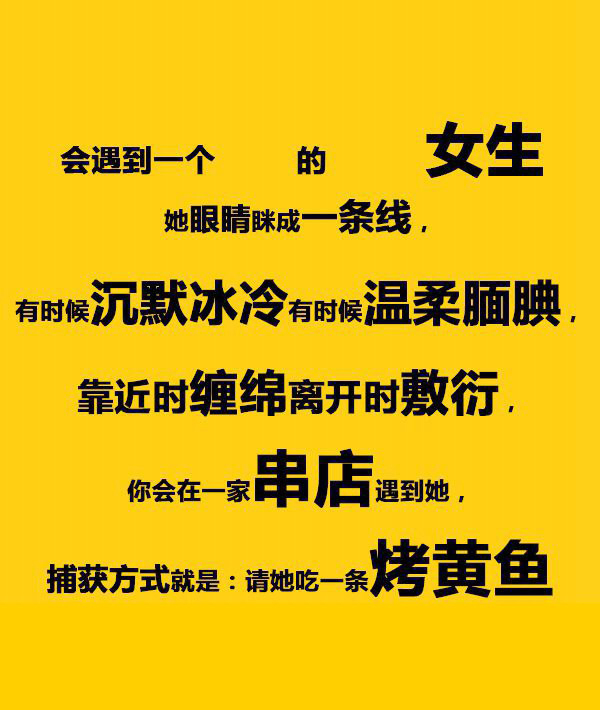 会遇到一个 的 女生
她眼睛眯成一条线，
有时候沉默冰冷有时候温柔腼腆，
靠近时缠绵离开时敷衍，
你会在一家串店遇到她，
捕获方式就是：请她吃一条烤黄鱼